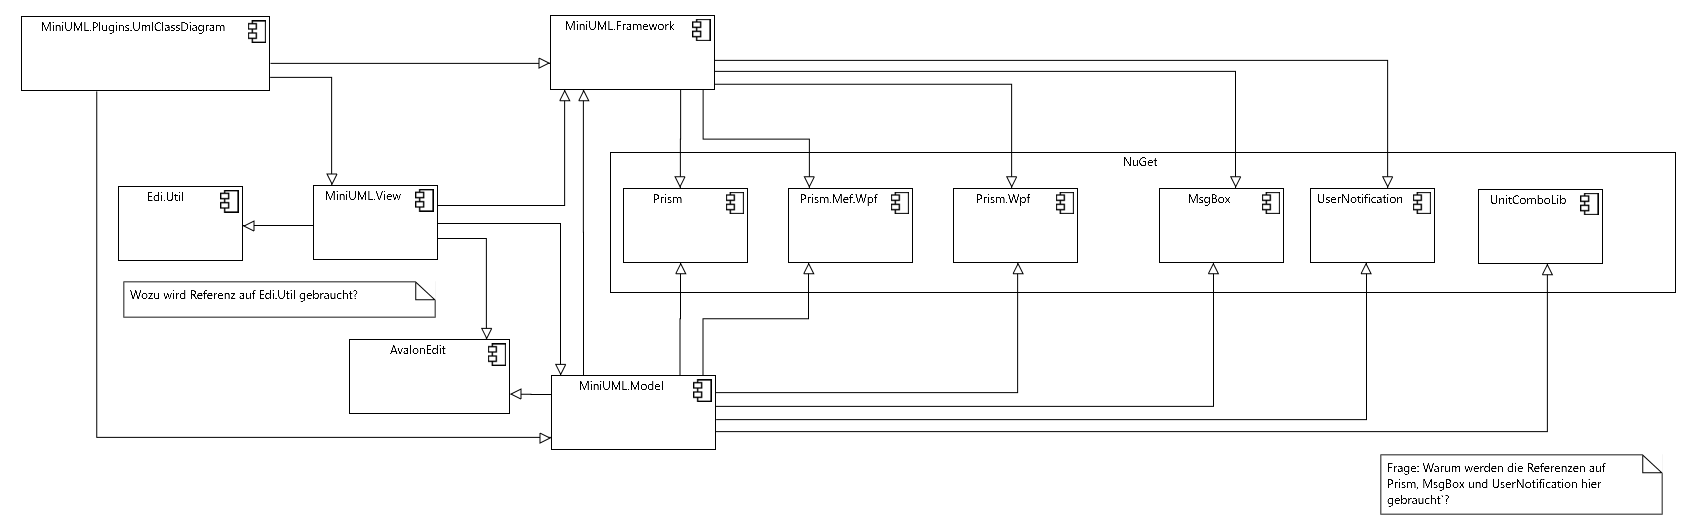 MiniUML.Plugins.UmlClassDiagram
MiniUML.Framework
NuGet
Edi.Util
MiniUML.View
Prism
Prism.Mef.Wpf
Prism.Wpf
MsgBox
UserNotification
UnitComboLib
Wozu wird Referenz auf Edi.Util gebraucht?
AvalonEdit
MiniUML.Model
Frage: Warum werden die Referenzen auf
Prism, MsgBox und UserNotification hier
gebraucht`?